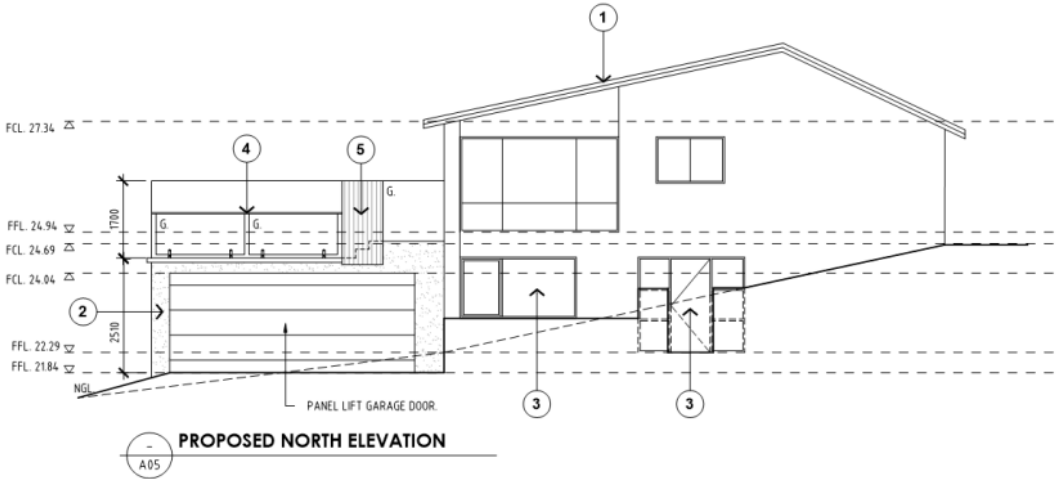 1
FCL. 27.34
4
5
G.
1700
G.
G.
FFL. 24.94
FCL. 24.69
FCL. 24.04
2
2510
3
3
FFL. 22.29
FFL. 21.84
NGL
PANEL LIFT GARAGE DOOR.
–
A05
PROPOSED NORTH ELEVATION